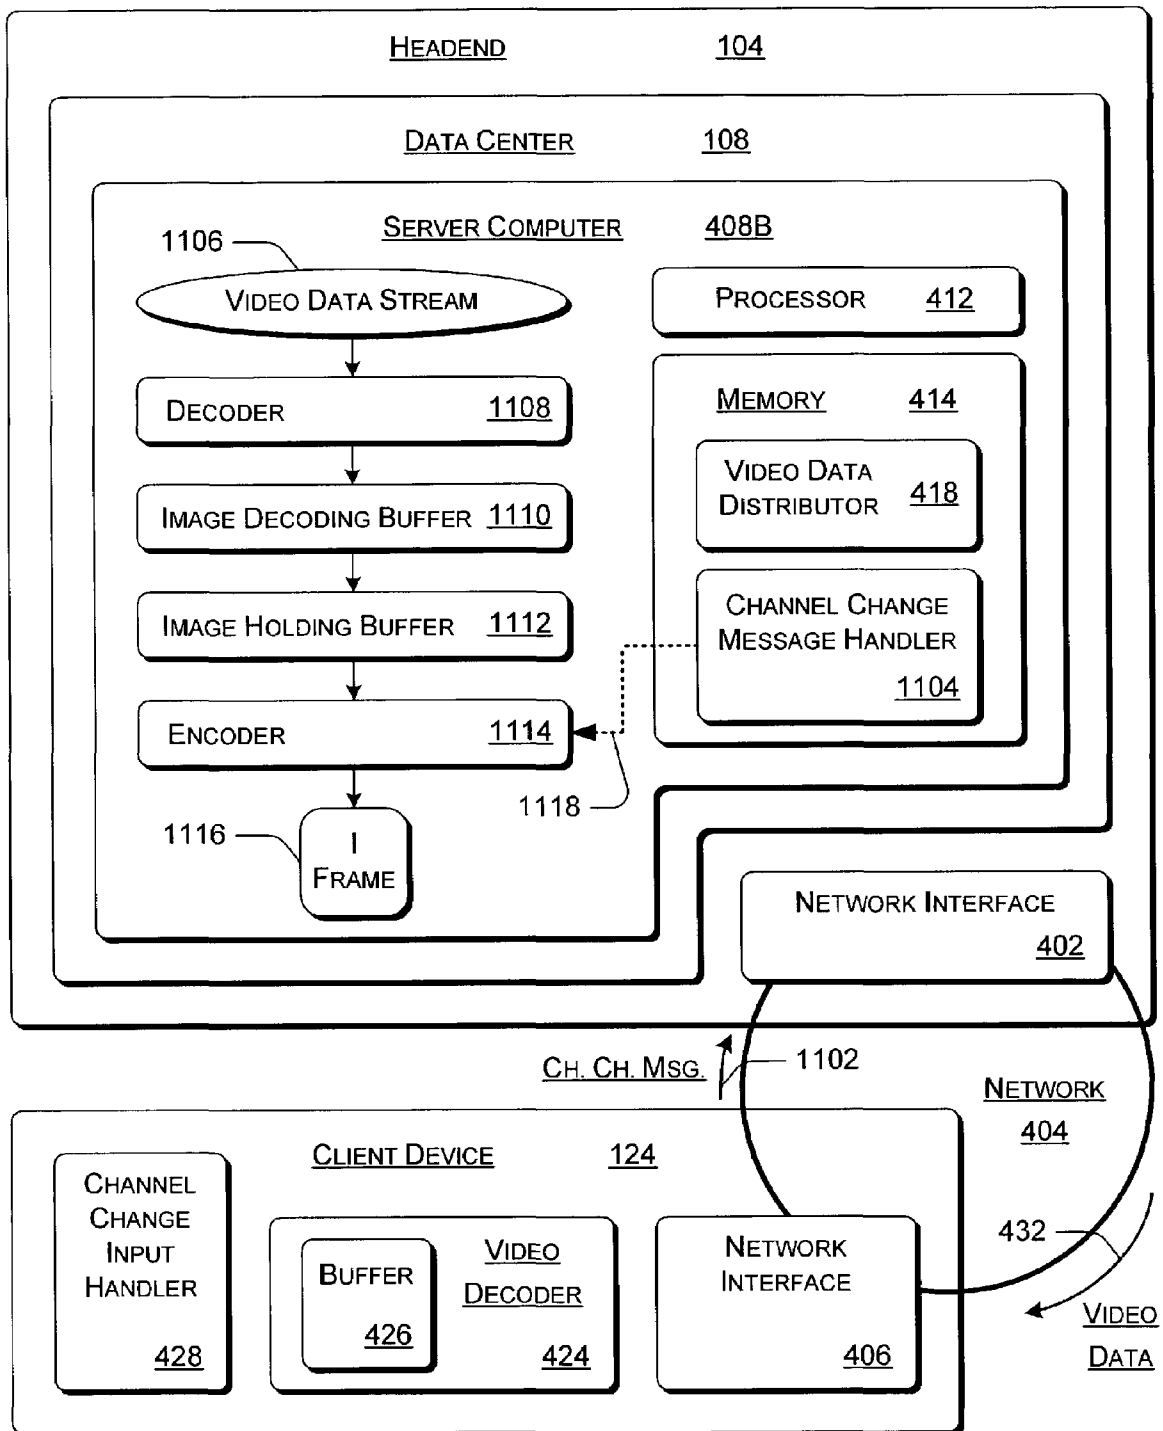 HEADEND 104
DATA CENTER 108
SERVER COMPUTER 408B
1106
VIDEO DATA STREAM
DECODER 1108
IMAGE DECODING BUFFER 1110
IMAGE HOLDING BUFFER 1112
ENCODER 1114
1116
I
FRAME
PROCESSOR 412
MEMORY 414
VIDEO DATA
DISTRIBUTOR 418
CHANNEL CHANGE
MESSAGE HANDLER
1104
1118
NETWORK INTERFACE
402
CH. CH. MSG.
1102
NETWORK
404
432
VIDEO
DATA
CLIENT DEVICE 124
CHANNEL
CHANGE
INPUT
HANDLER
428
BUFFER
426
VIDEO
DECODER
424
NETWORK
INTERFACE
406